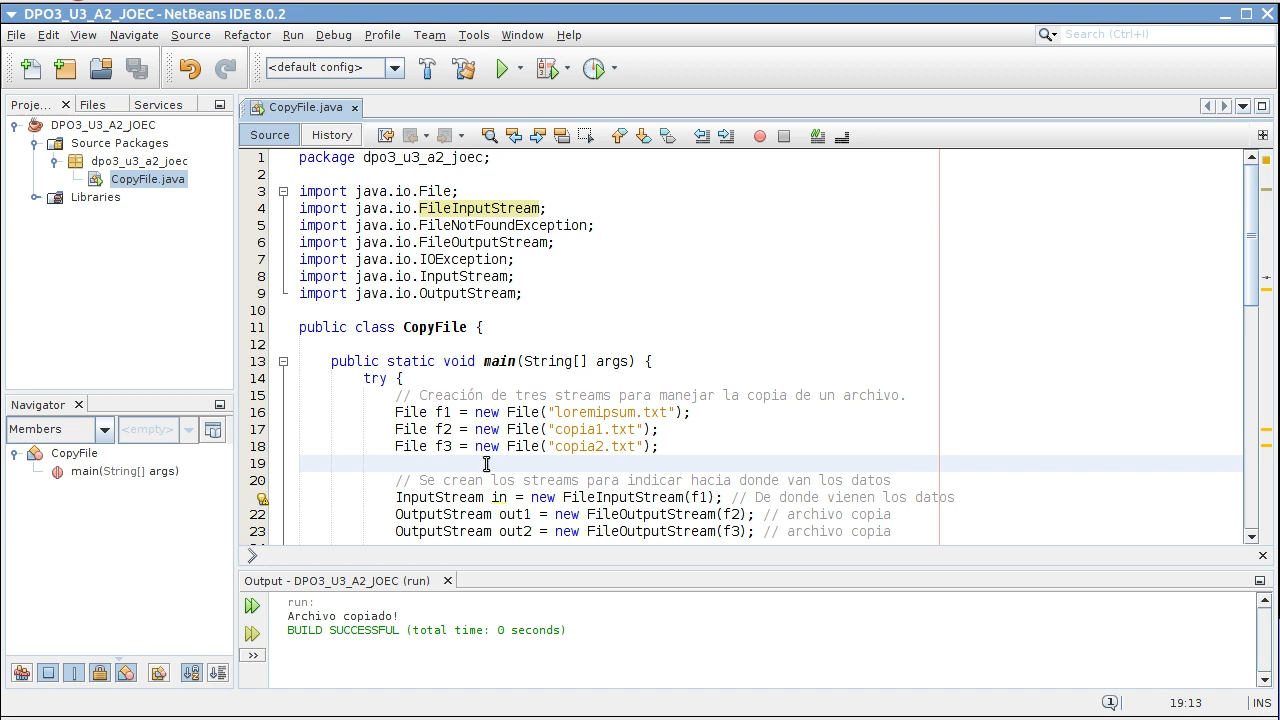 DPO3_U3_A2_JOEC - NetBeans IDE 8.0.2
File Edit View Navigate Source Refactor Run Debug Profile Team Tools Window Help
Search (Ctrl+I)
<default config>
Proje... Files Services
DPO3_U3_A2_JOEC
Source Packages
dpo3_u3_a2_joec
CopyFile.java
Libraries
Navigator
Members <empty>
CopyFile
main(String[] args)
CopyFile.java
Source History
1 package dpo3_u3_a2_joec;
2
3 import java.io.File;
4 import java.io.FileInputStream;
5 import java.io.FileNotFoundException;
6 import java.io.FileOutputStream;
7 import java.io.IOException;
8 import java.io.InputStream;
9 import java.io.OutputStream;
10
11 public class CopyFile {
12
13 public static void main(String[] args) {
14 try {
15 // Creación de tres streams para manejar la copia de un archivo.
16 File f1 = new File("loremipsum.txt");
17 File f2 = new File("copia1.txt");
18 File f3 = new File("copia2.txt");
19
20 // Se crean los streams para indicar hacia donde van los datos
InputStream in = new FileInputStream(f1); // De donde vienen los datos
22 OutputStream out1 = new FileOutputStream(f2); // archivo copia
23 OutputStream out2 = new FileOutputStream(f3); // archivo copia
Output - DPO3_U3_A2_JOEC (run)
run:
Archivo copiado!
BUILD SUCCESSFUL (total time: 0 seconds)
19:13 INS